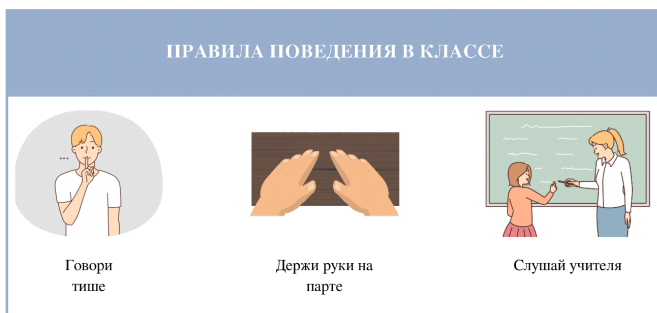 ПРАВИЛА ПОВЕДЕНИЯ В КЛАССЕ
...
Говори
тише
Держи руки на
парте
Слушай учителя